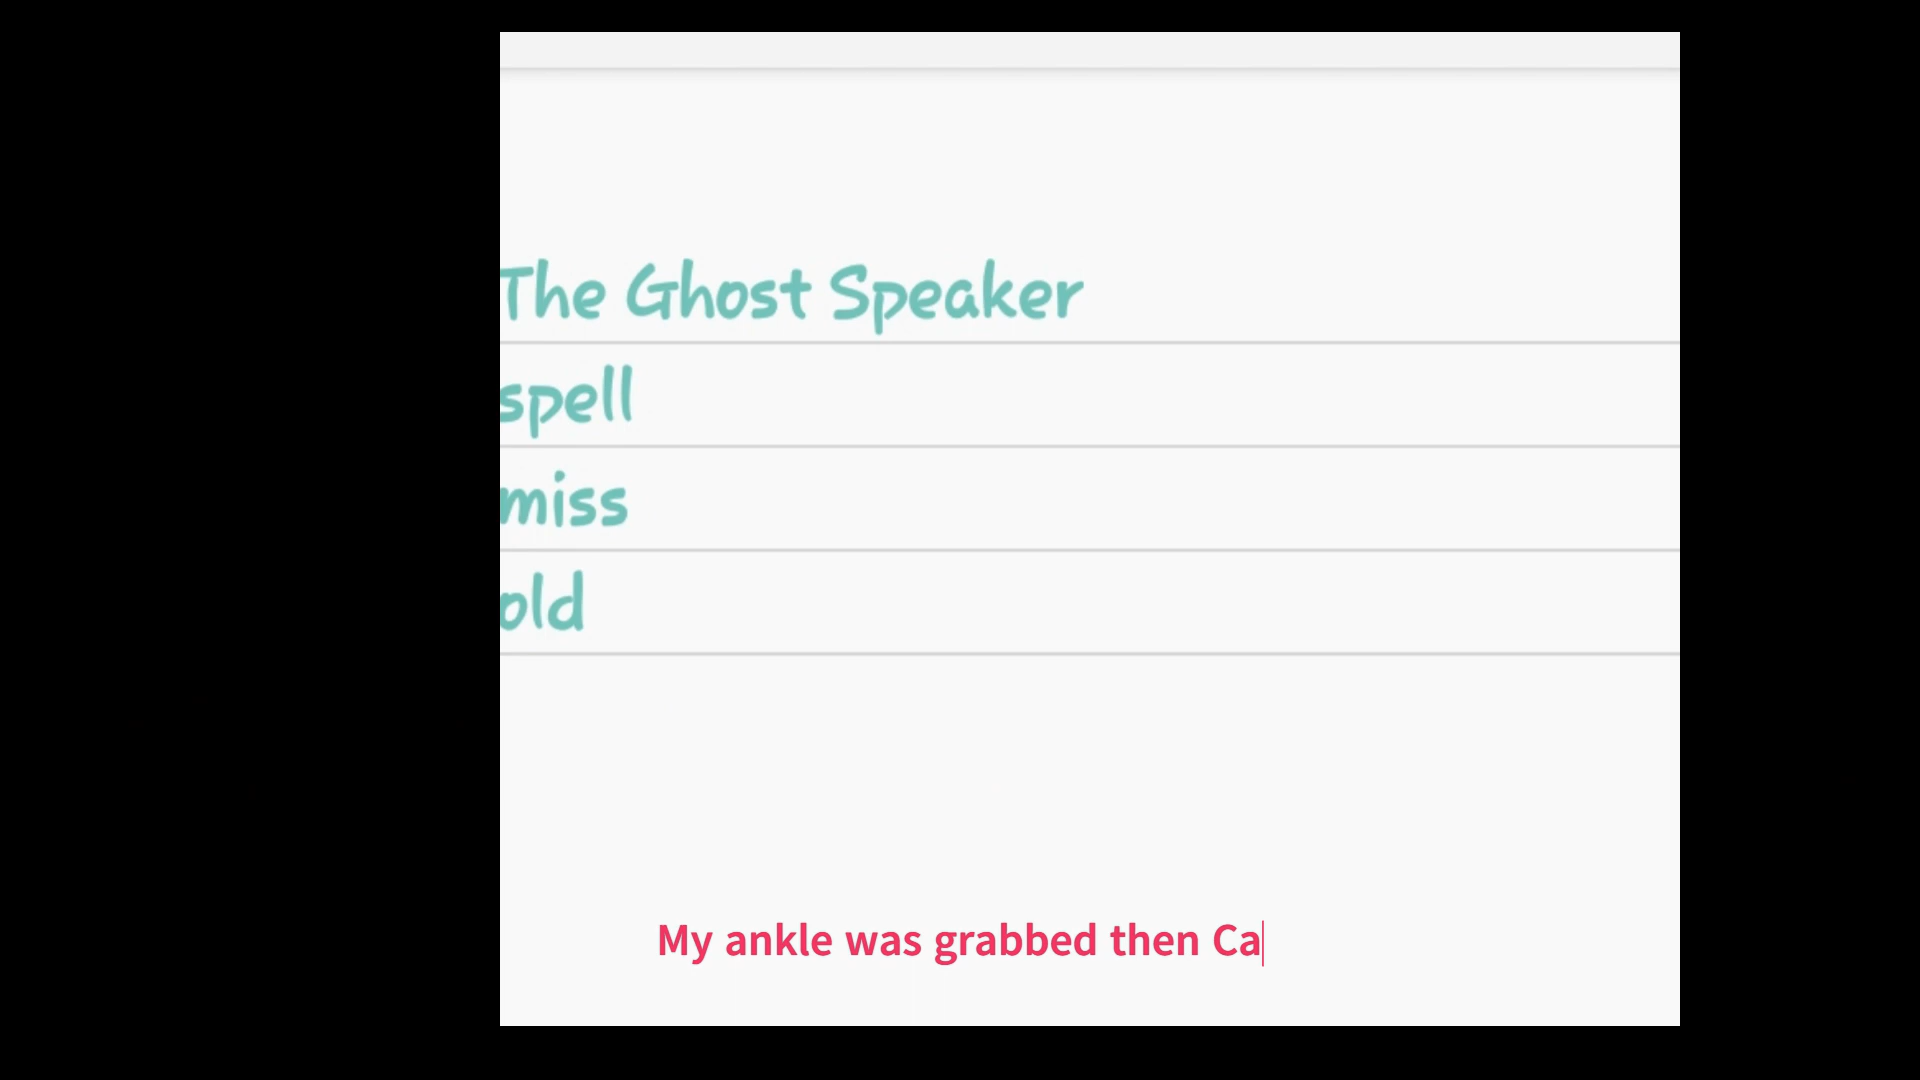 The Ghost Speaker
spell
miss
old
My ankle was grabbed then Ca